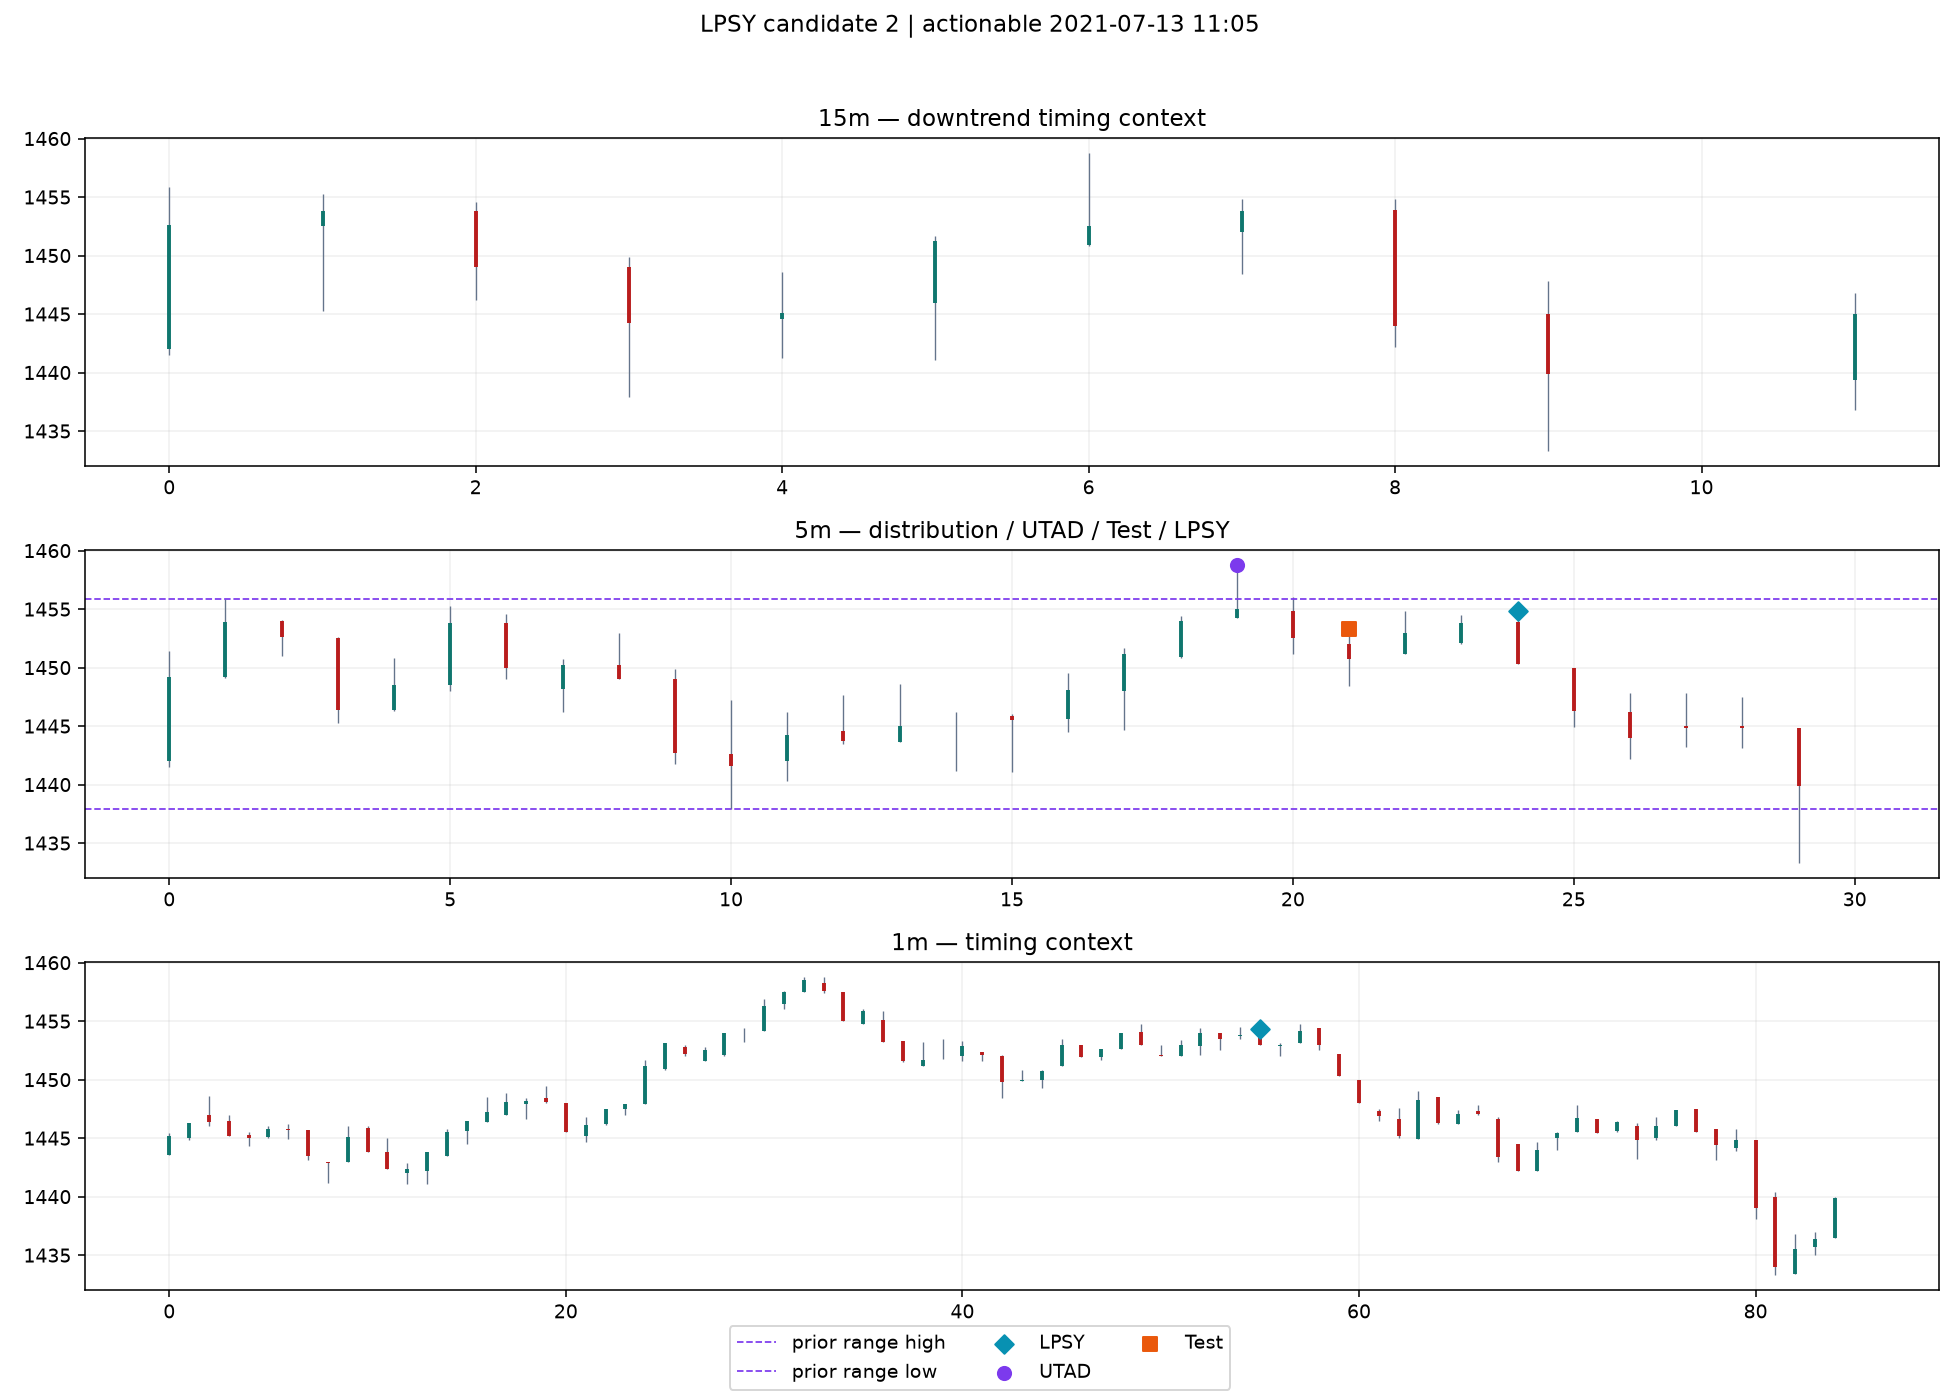 LPSY candidate 2 | actionable 2021-07-13 11:05
15m — downtrend timing context
1460
1455
1450
1445
1440
1435
0 2 4 6 8 10
5m — distribution / UTAD / Test / LPSY
1460
1455
1450
1445
1440
1435
0 5 10 15 20 25 30
1m — timing context
1460
1455
1450
1445
1440
1435
0 20 40 60 80
prior range high LPSY Test
prior range low UTAD